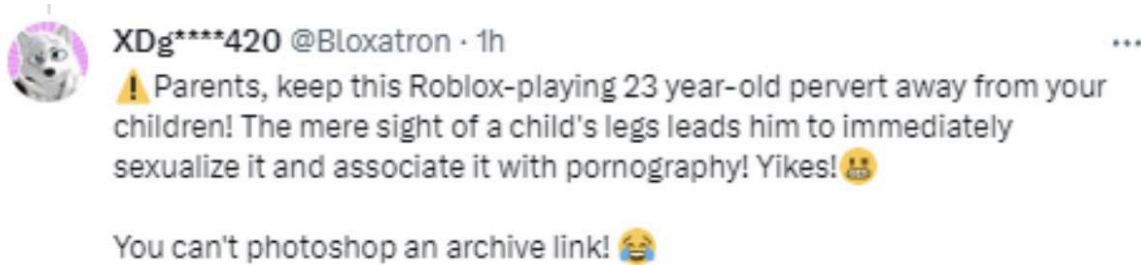 XDg****420 @Bloxatron · 1h
⚠️Parents, keep this Roblox-playing 23 year-old pervert away from your
children! The mere sight of a child's legs leads him to immediately
sexualize it and associate it with pornography! Yikes!😬
You can't photoshop an archive link! 😂